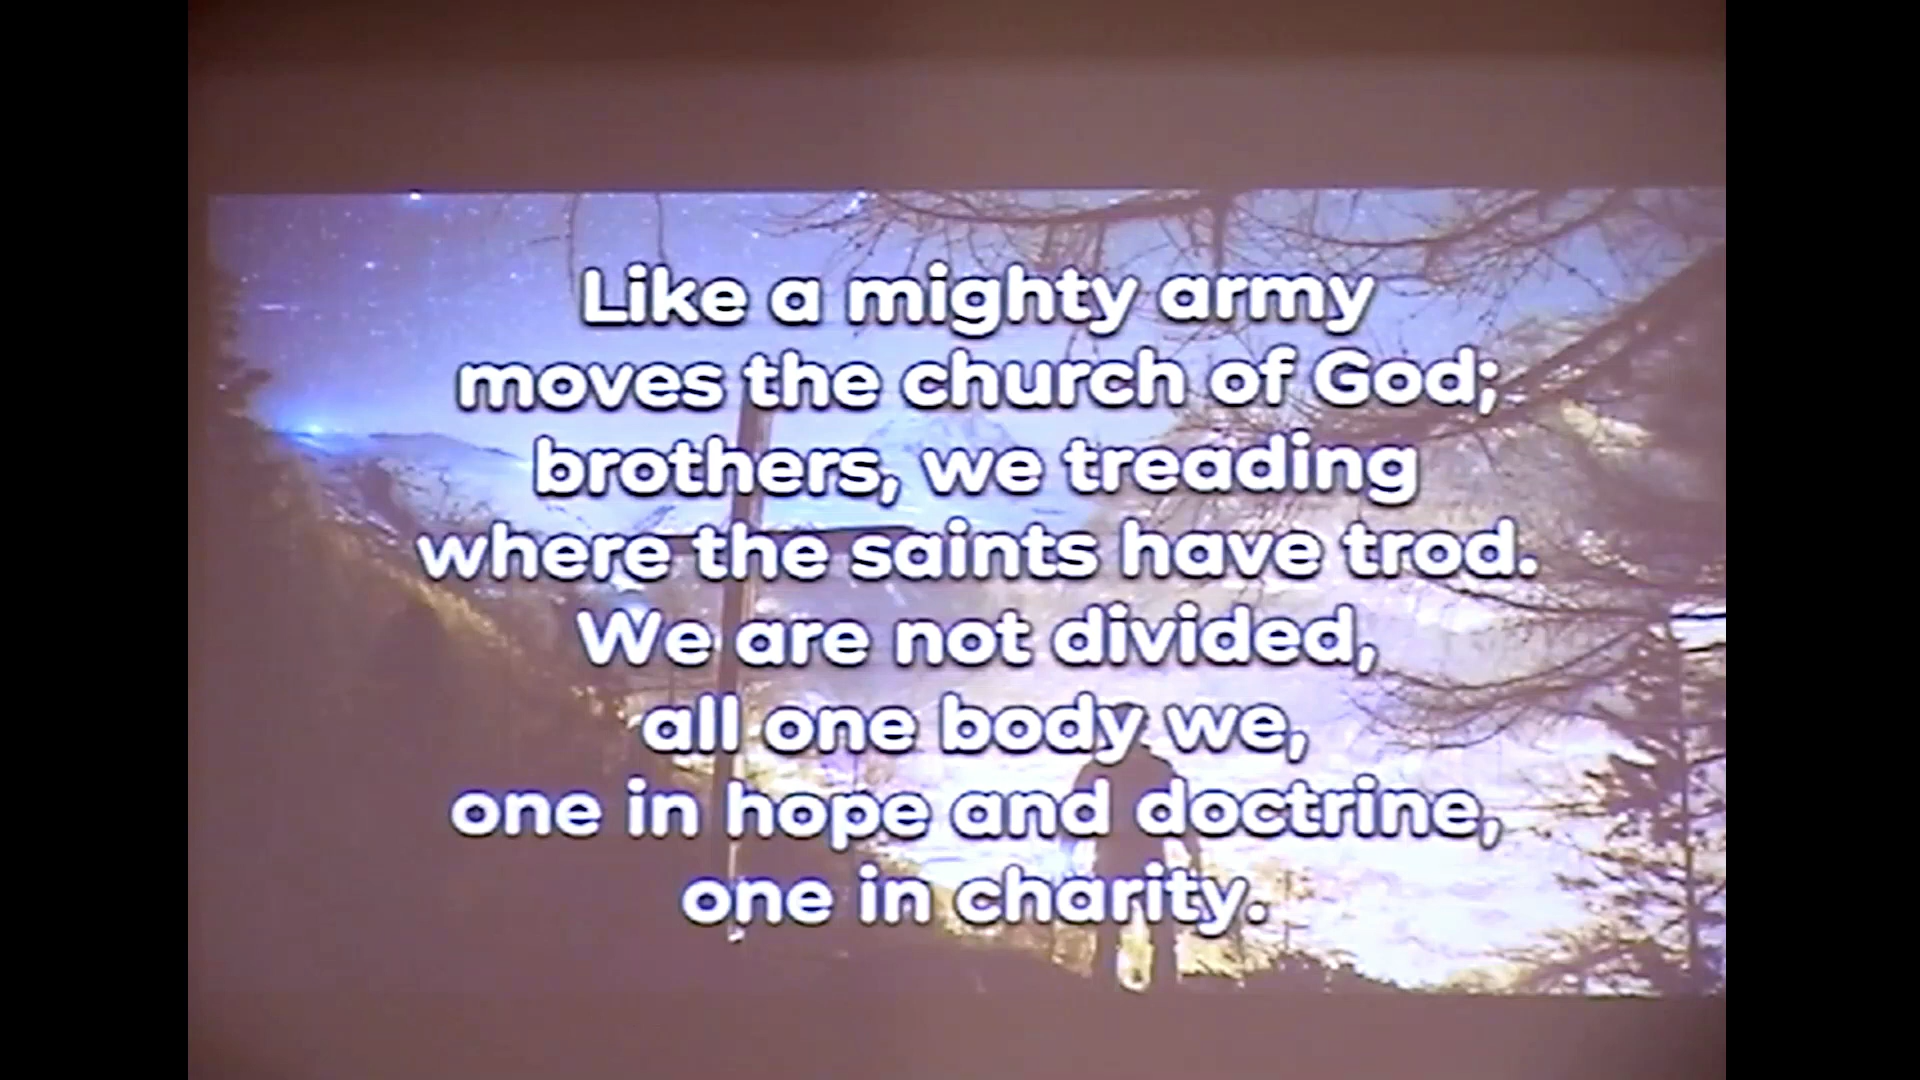 Like a mighty army
moves the church of God;
brothers, we treading
where the saints have trod.
We are not divided,
all one body we,
one in hope and doctrine,
one in charity.